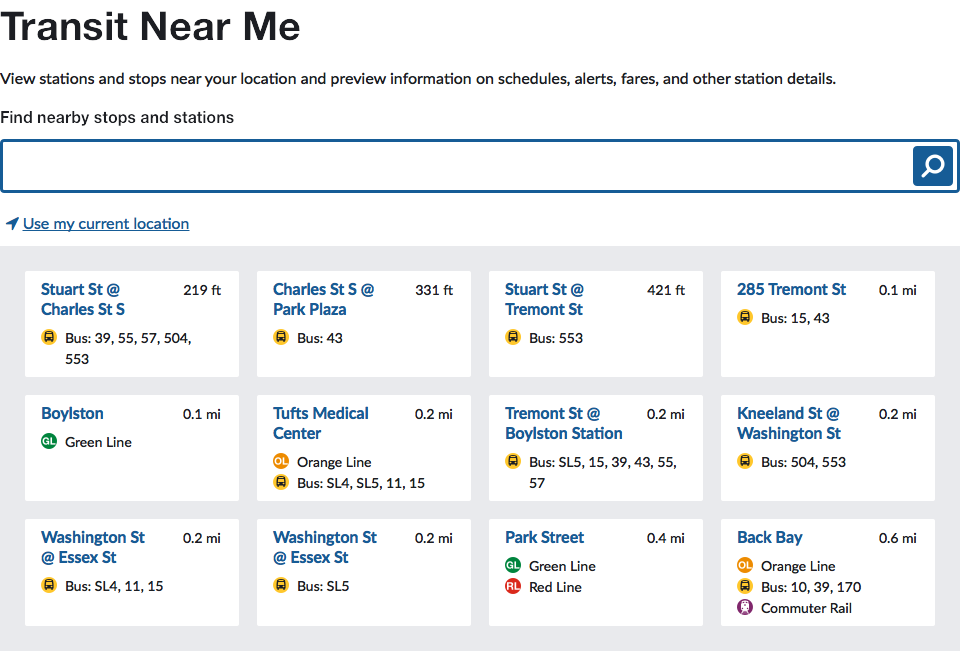 Transit Near Me
View stations and stops near your location and preview information on schedules, alerts, fares, and other station details.
Find nearby stops and stations
Use my current location
Stuart St @
Charles St S
219 ft
Bus: 39, 55, 57, 504,
553
Charles St S @
Park Plaza
331 ft
Bus: 43
Stuart St @
Tremont St
421 ft
Bus: 553
285 Tremont St
0.1 mi
Bus: 15, 43
Boylston
0.1 mi
GL Green Line
Tufts Medical
Center
0.2 mi
OL Orange Line
Bus: SL4, SL5, 11, 15
Tremont St @
Boylston Station
0.2 mi
Bus: SL5, 15, 39, 43, 55,
57
Kneeland St @
Washington St
0.2 mi
Bus: 504, 553
Washington St
@ Essex St
0.2 mi
Bus: SL4, 11, 15
Washington St
@ Essex St
0.2 mi
Bus: SL5
Park Street
0.4 mi
GL Green Line
RL Red Line
Back Bay
0.6 mi
OL Orange Line
Bus: 10, 39, 170
Commuter Rail